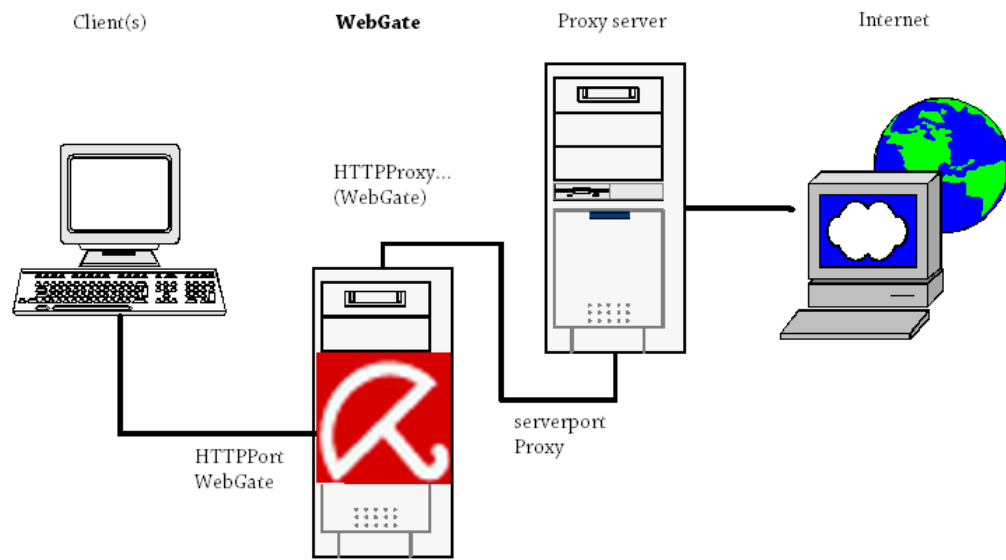 Client(s)
WebGate
Proxy server
Internet
HTTPProxy...
(WebGate)
serverport
Proxy
HTTPPort
WebGate